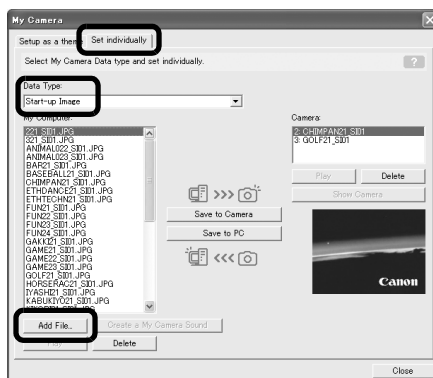 My Camera
Setup as a theme
Set individually
Select My Camera Data type and set individually.
?
Data Type:
Start-up Image
My Computer:
Camera:
221_SI01.JPG
321_SI01.JPG
ANIMAL022_SI01.JPG
ANIMAL023_SI01.JPG
BAR21_SI01.JPG
BASEBALL21_SI01.JPG
CHIMPAN21_SI01.JPG
ETHDANCE21_SI01.JPG
ETHTECHN21_SI01.JPG
FUN21_SI01.JPG
FUN22_SI01.JPG
FUN23_SI01.JPG
FUN24_SI01.JPG
GAKKI21_SI01.JPG
GAME21_SI01.JPG
GAME22_SI01.JPG
GAME23_SI01.JPG
GOLF21_SI01.JPG
HORSERAC21_SI01.JPG
IYASHI21_SI01.JPG
KABUKIYO21_SI01.JPG
2: CHIMPAN21_SI01
3: GOLF21_SI01
Play
Delete
Show Camera
>>>
Save to Camera
Save to PC
<<<
Canon
Add File..
Create a My Camera Sound
Play
Delete
Close